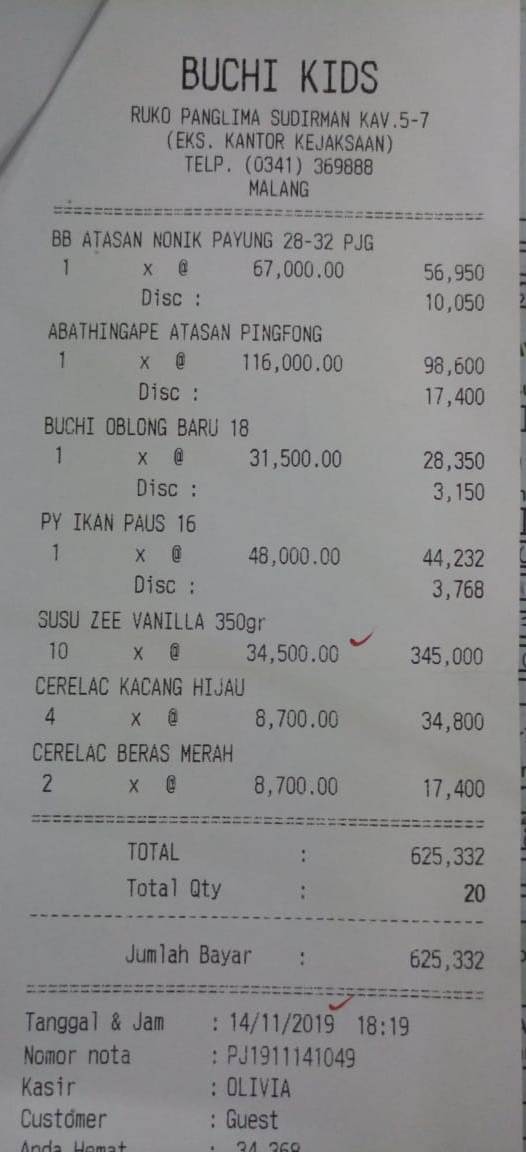 BUCHI KIDS
RUKO PANGLIMA SUDIRMAN KAV.5-7
(EKS. KANTOR KEJAKSAAN)
TELP. (0341) 369888
MALANG
BB ATASAN NONIK PAYUNG 28-32 PJG
1 x @ 67,000.00 56,950
Disc : 10,050
ABATHINGAPE ATASAN PINGFONG
1 x @ 116,000.00 98,600
Disc : 17,400
BUCHI OBLONG BARU 18
1 x @ 31,500.00 28,350
Disc : 3,150
PY IKAN PAUS 16
1 x @ 48,000.00 44,232
Disc : 3,768
SUSU ZEE VANILLA 350gr
10 x @ 34,500.00 345,000
CERELAC KACANG HIJAU
4 x @ 8,700.00 34,800
CERELAC BERAS MERAH
2 x @ 8,700.00 17,400
TOTAL : 625,332
Total Qty : 20
Jumlah Bayar : 625,332
Tanggal & Jam : 14/11/2019 18:19
Nomor nota : PJ1911141049
Kasir : OLIVIA
Customer : Guest
Anda Hemat : 34,368